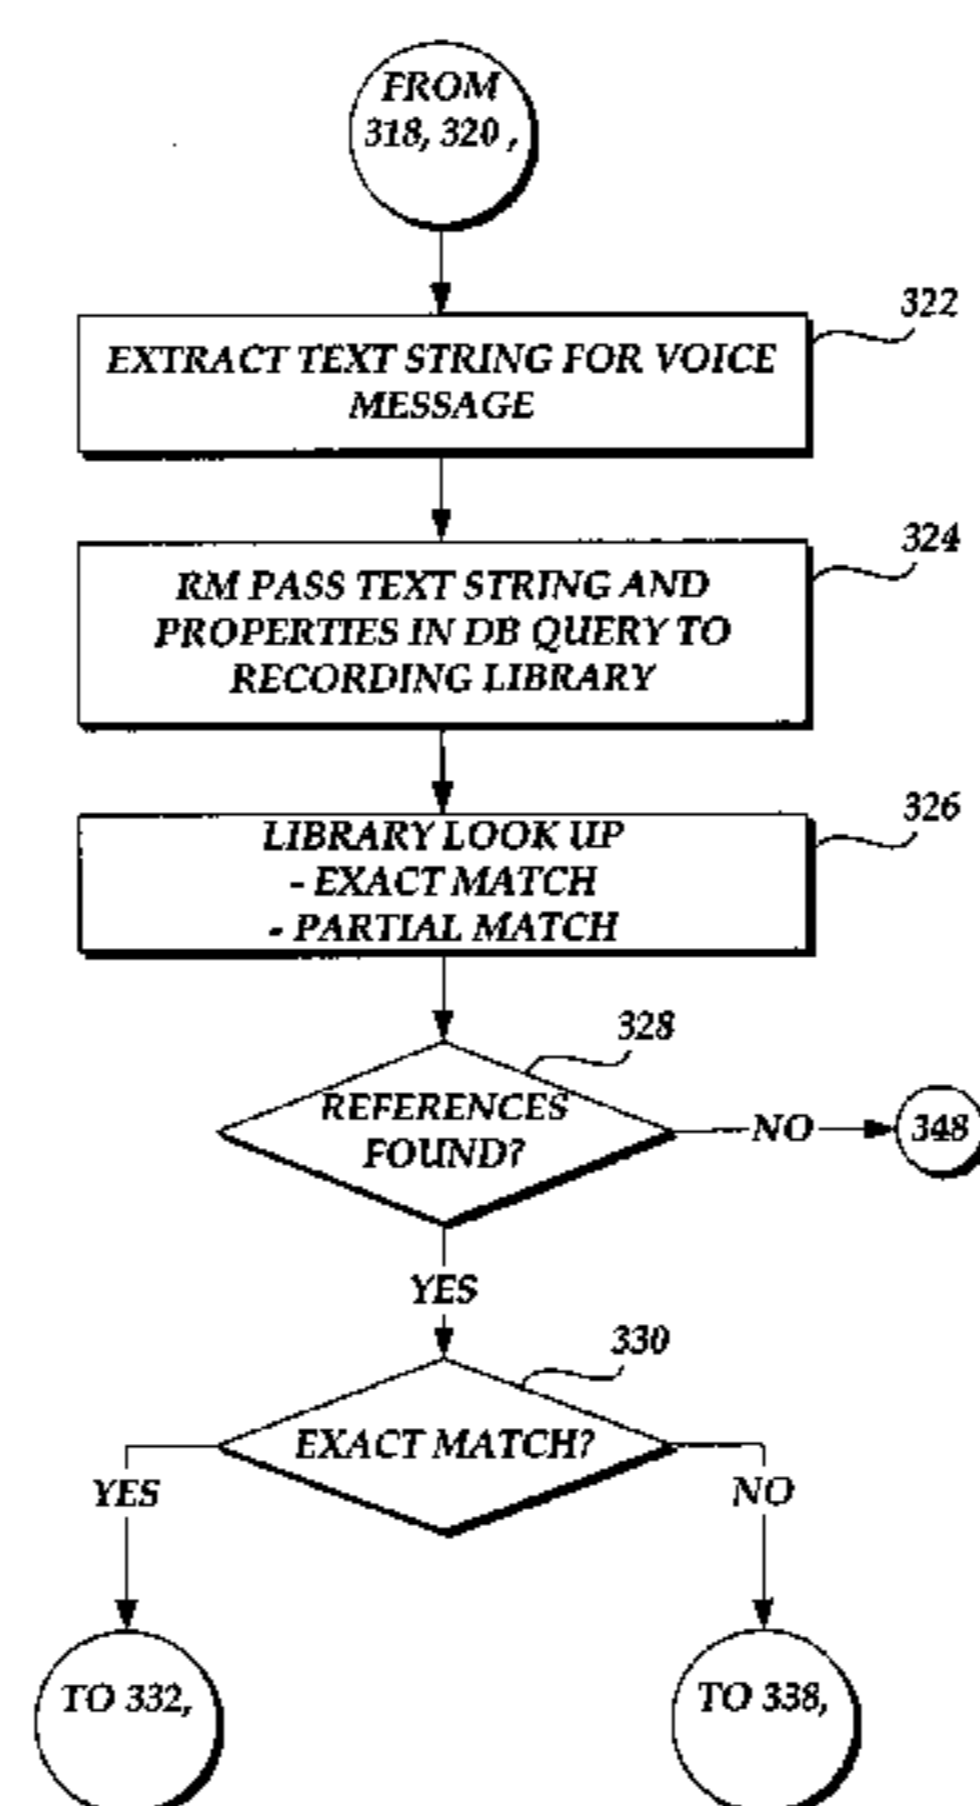 FROM
318, 320 ,
322
EXTRACT TEXT STRING FOR VOICE
MESSAGE
324
RM PASS TEXT STRING AND
PROPERTIES IN DB QUERY TO
RECORDING LIBRARY
326
LIBRARY LOOK UP
- EXACT MATCH
- PARTIAL MATCH
328
REFERENCES
FOUND?
NO
348
YES
330
EXACT MATCH?
YES
NO
TO 332,
TO 338,